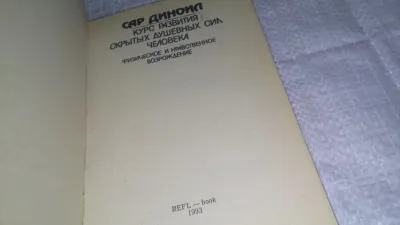 САР ДИНОИЛ
КУРС РАЗВИТИЯ
СКРЫТЫХ ДУШЕВНЫХ СИЛ
ЧЕЛОВЕКА
ФИЗИЧЕСКОЕ И НРАВСТВЕННОЕ
ВОЗРОЖДЕНИЕ
REFL — book
1993